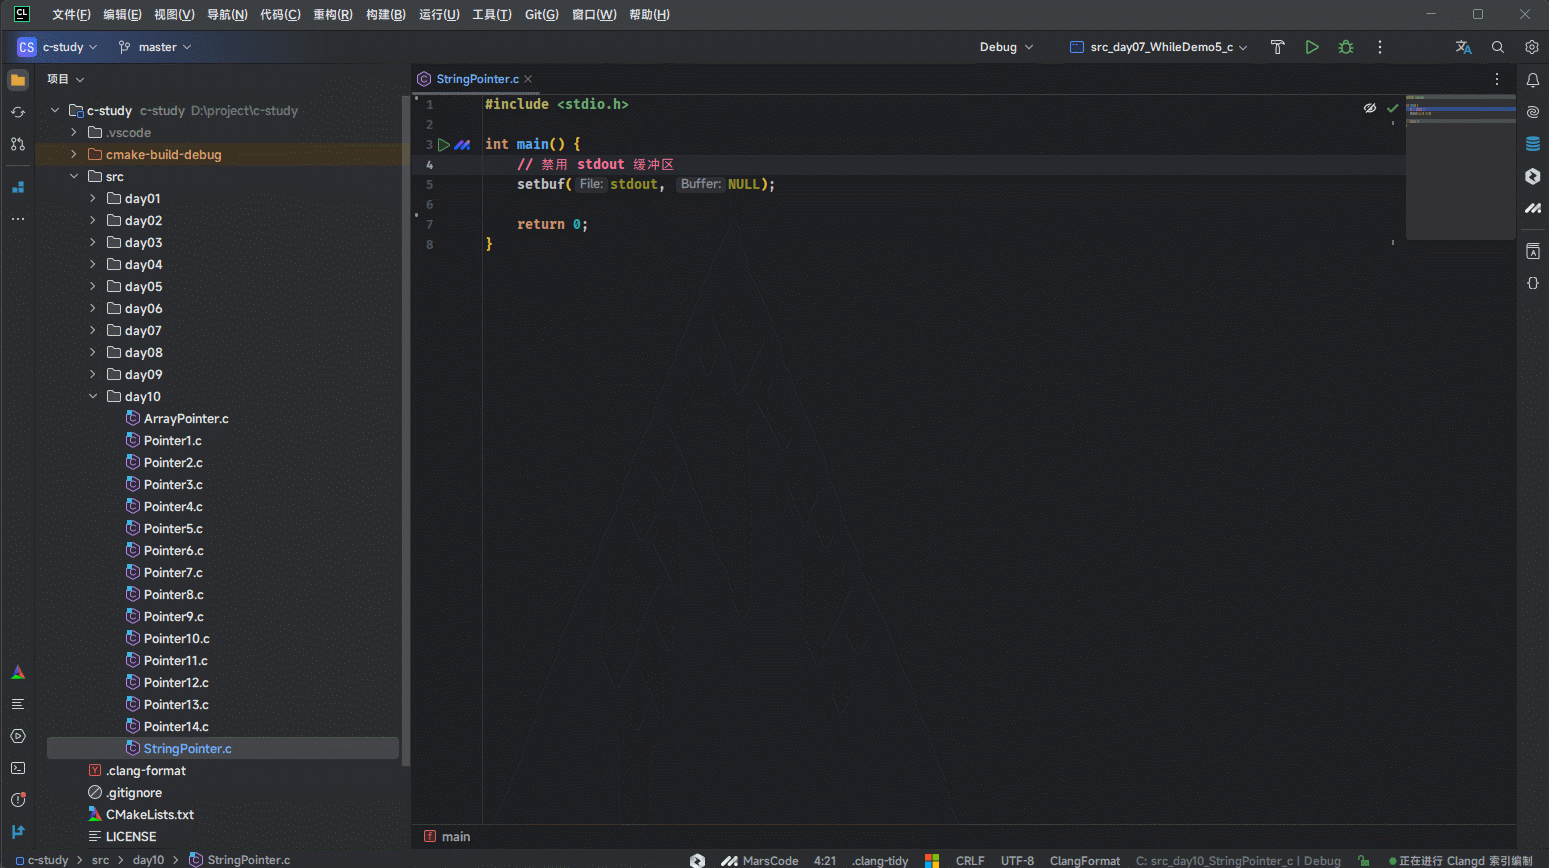 CL 文件(F) 编辑(E) 视图(V) 导航(N) 代码(C) 重构(R) 构建(B) 运行(U) 工具(T) Git(G) 窗口(W) 帮助(H)
CS c-study master Debug src_day07_WhileDemo5_c
项目
StringPointer.c
c-study c-study D:\project\c-study
.vscode
cmake-build-debug
src
day01
day02
day03
day04
day05
day06
day07
day08
day09
day10
ArrayPointer.c
Pointer1.c
Pointer2.c
Pointer3.c
Pointer4.c
Pointer5.c
Pointer6.c
Pointer7.c
Pointer8.c
Pointer9.c
Pointer10.c
Pointer11.c
Pointer12.c
Pointer13.c
Pointer14.c
StringPointer.c
.clang-format
.gitignore
CMakeLists.txt
LICENSE
1 #include <stdio.h>
2
3 int main() {
4 // 禁用 stdout 缓冲区
5 setbuf( File: stdout, Buffer: NULL);
6
7 return 0;
8 }
main
c-study src day10 StringPointer.c MarsCode 4:21 .clang-tidy CRLF UTF-8 ClangFormat C: src_day10_StringPointer_c | Debug 正在进行 Clangd 索引编制